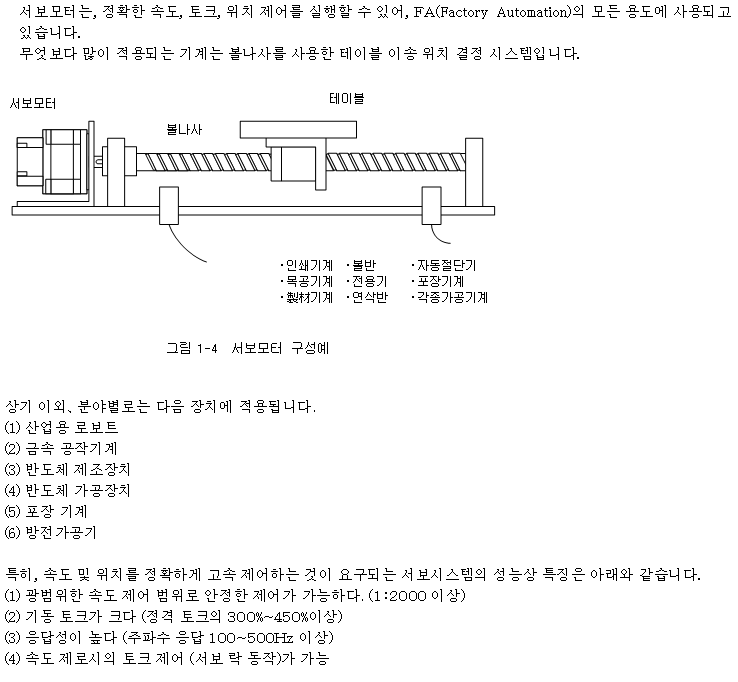 서보모터는, 정확한 속도, 토크, 위치 제어를 실행할 수 있어, FA(Factory Automation)의 모든 용도에 사용되고
있습니다.
무엇보다 많이 적용되는 기계는 볼나사를 사용한 테이블 이송 위치 결정 시스템입니다.
테이블
서보모터
볼나사
·인쇄기계 ·볼반 ·자동절단기
·목공기계 ·전용기 ·포장기계
·製材기계 ·연삭반 ·각종가공기계
그림 1-4 서보모터 구성예
상기 이외、분야별로는 다음 장치에 적용됩니다.
(1) 산업용 로보트
(2) 금속 공작기계
(3) 반도체 제조장치
(4) 반도체 가공장치
(5) 포장 기계
(6) 방전가공기
특히, 속도 및 위치를 정확하게 고속 제어하는 것이 요구되는 서보시스템의 성능상 특징은 아래와 같습니다.
(1) 광범위한 속도 제어 범위로 안정한 제어가 가능하다. (1:2000 이상)
(2) 기동 토크가 크다 (정격 토크의 300%~450%이상)
(3) 응답성이 높다 (주파수 응답 100~500Hz 이상)
(4) 속도 제로시의 토크 제어 (서보 락 동작)가 가능